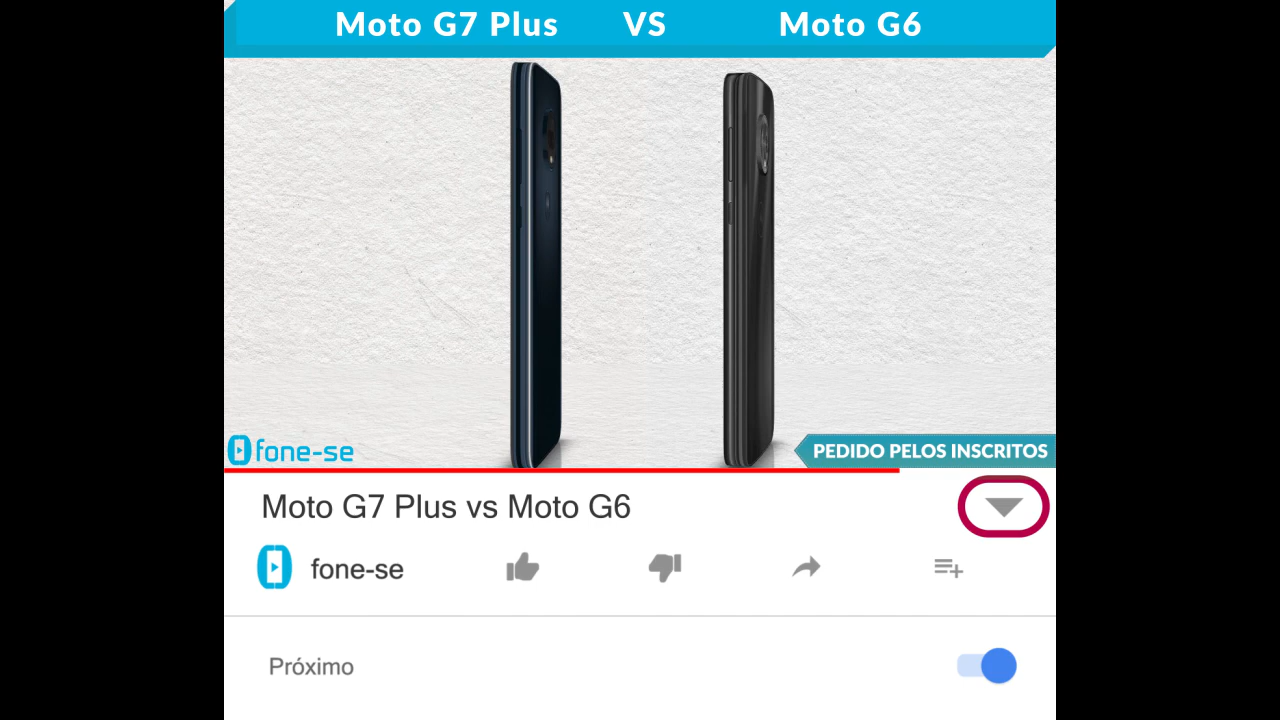 Moto G7 Plus VS Moto G6
fone-se
PEDIDO PELOS INSCRITOS
Moto G7 Plus vs Moto G6
fone-se
Próximo